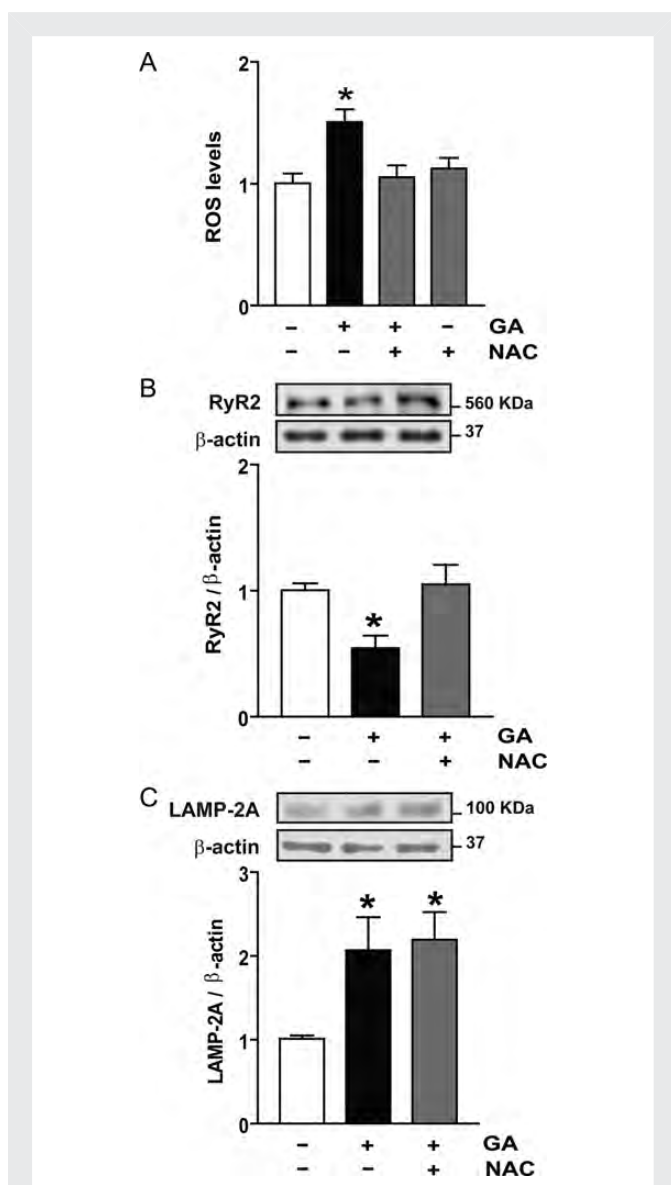 A
2
*
1
ROS levels
0
– + + – GA
– – + + NAC
B
RyR2
560 KDa
β-actin
37
2
1
RyR2 / β-actin
*
0
– + + GA
– – + NAC
C
LAMP-2A
100 KDa
β-actin
37
3
* *
2
LAMP-2A / β-actin
1
0
– + + GA
– – + NAC